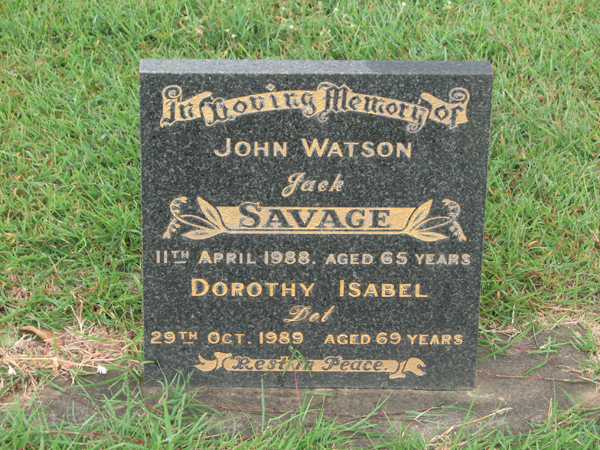 In Loving Memory of
JOHN WATSON
Jack
SAVAGE
11TH APRIL 1988. AGED 65 YEARS
DOROTHY ISABEL
Dot
29TH OCT. 1989 AGED 69 YEARS
Rest in Peace.